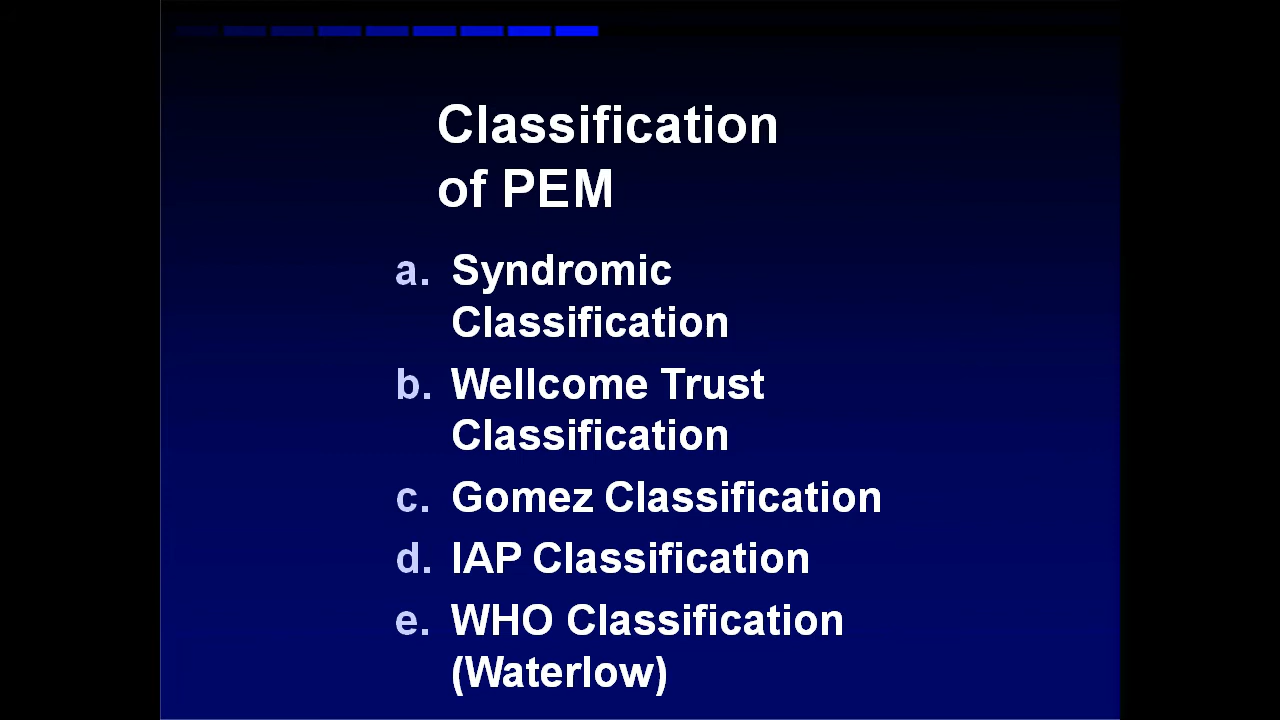 Classification
of PEM
a. Syndromic
Classification
b. Wellcome Trust
Classification
c. Gomez Classification
d. IAP Classification
e. WHO Classification
(Waterlow)